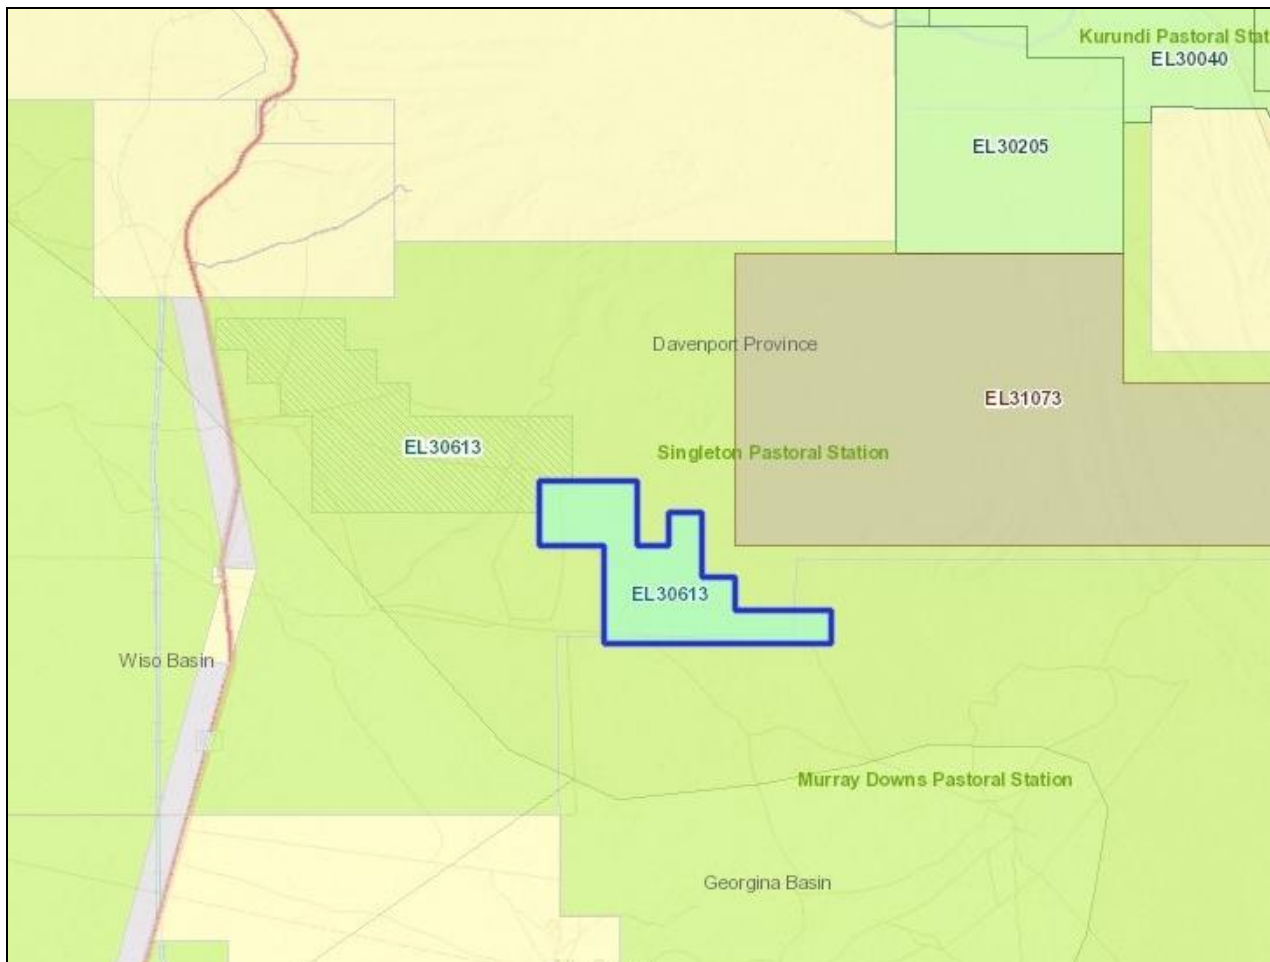 Kurundi Pastoral Stat
EL30040
EL30205
Davenport Province
EL31073
EL30613
Singleton Pastoral Station
EL30613
Wiso Basin
Murray Downs Pastoral Station
Georgina Basin